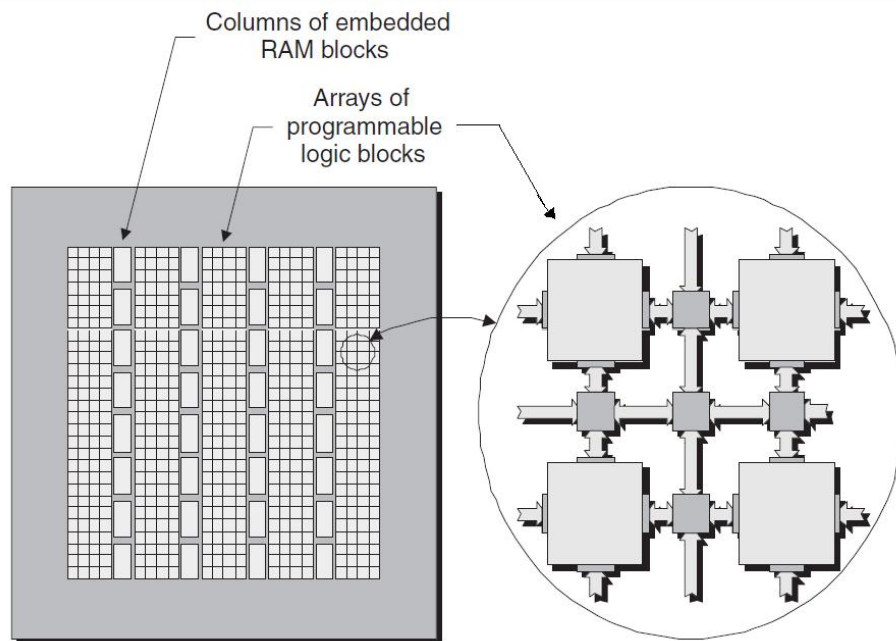 Columns of embedded
RAM blocks
Arrays of
programmable
logic blocks